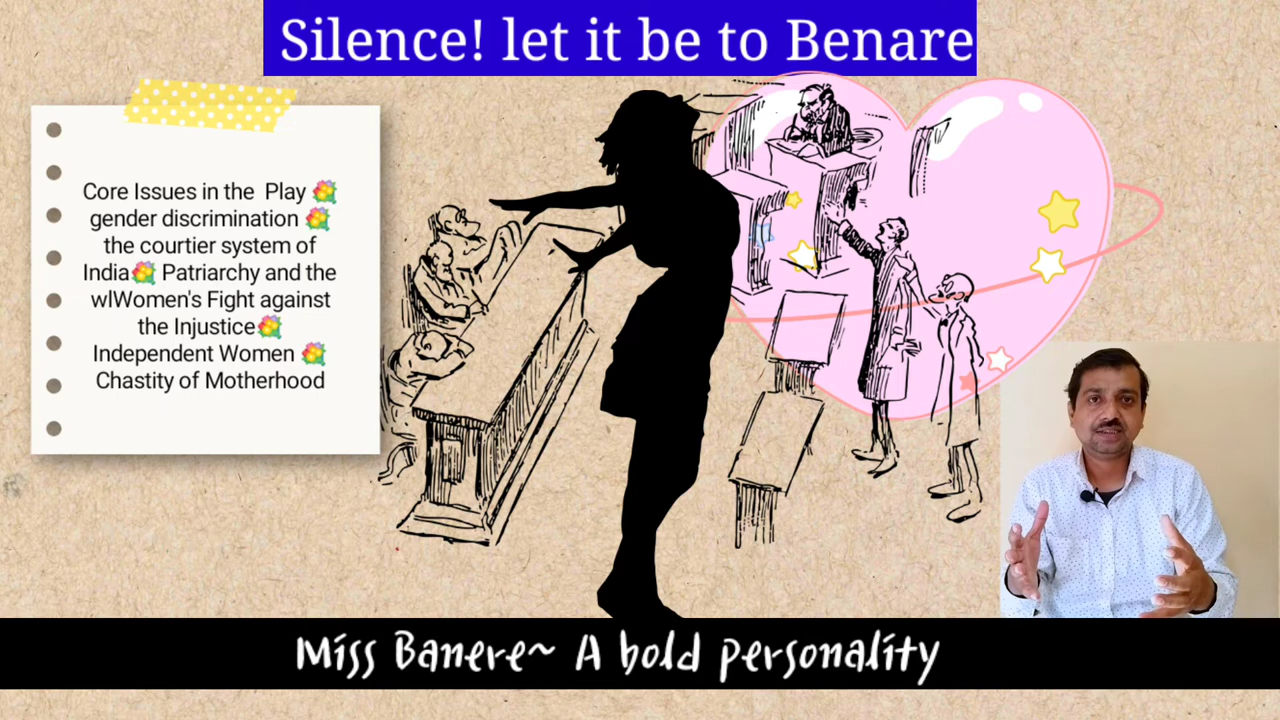 Silence! let it be to Benare
Core Issues in the Play 💐
gender discrimination 💐
the courtier system of
India💐 Patriarchy and the
wlWomen's Fight against
the Injustice💐
Independent Women 💐
Chastity of Motherhood
Miss Banere~ A bold personality